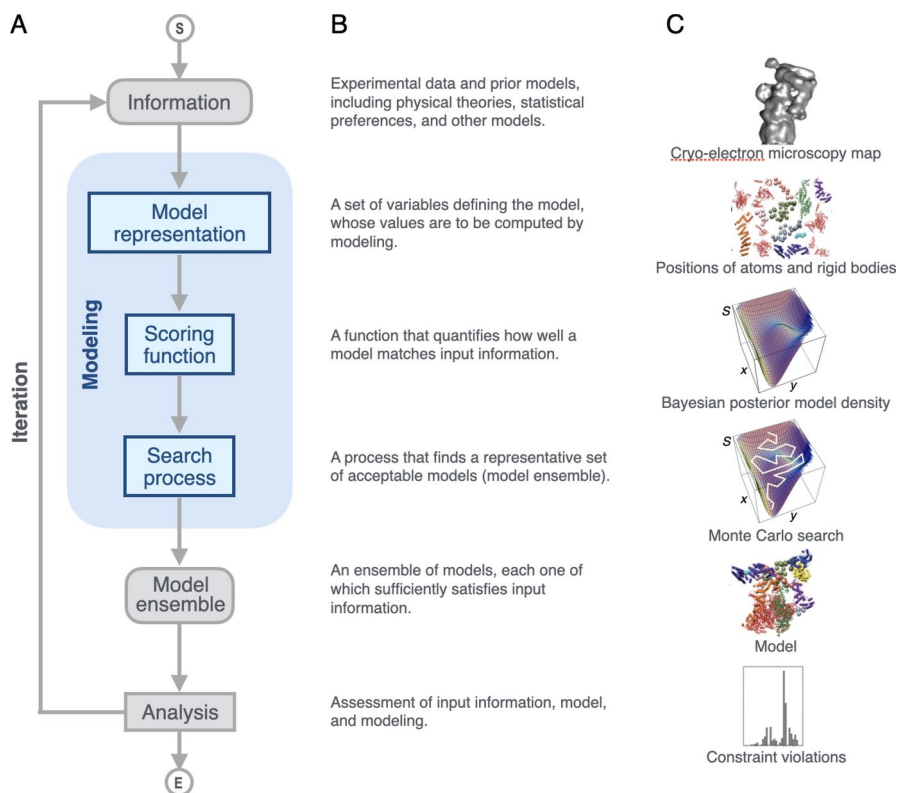 A
B
C
S
Information
Experimental data and prior models,
including physical theories, statistical
preferences, and other models.
Cryo-electron microscopy map
Model
representation
A set of variables defining the model,
whose values are to be computed by
modeling.
Positions of atoms and rigid bodies
Iteration
Modeling
Scoring
function
A function that quantifies how well a
model matches input information.
S
x
y
Bayesian posterior model density
Search
process
A process that finds a representative set
of acceptable models (model ensemble).
S
x
y
Monte Carlo search
Model
ensemble
An ensemble of models, each one of
which sufficiently satisfies input
information.
Model
Analysis
Assessment of input information, model,
and modeling.
Constraint violations
E